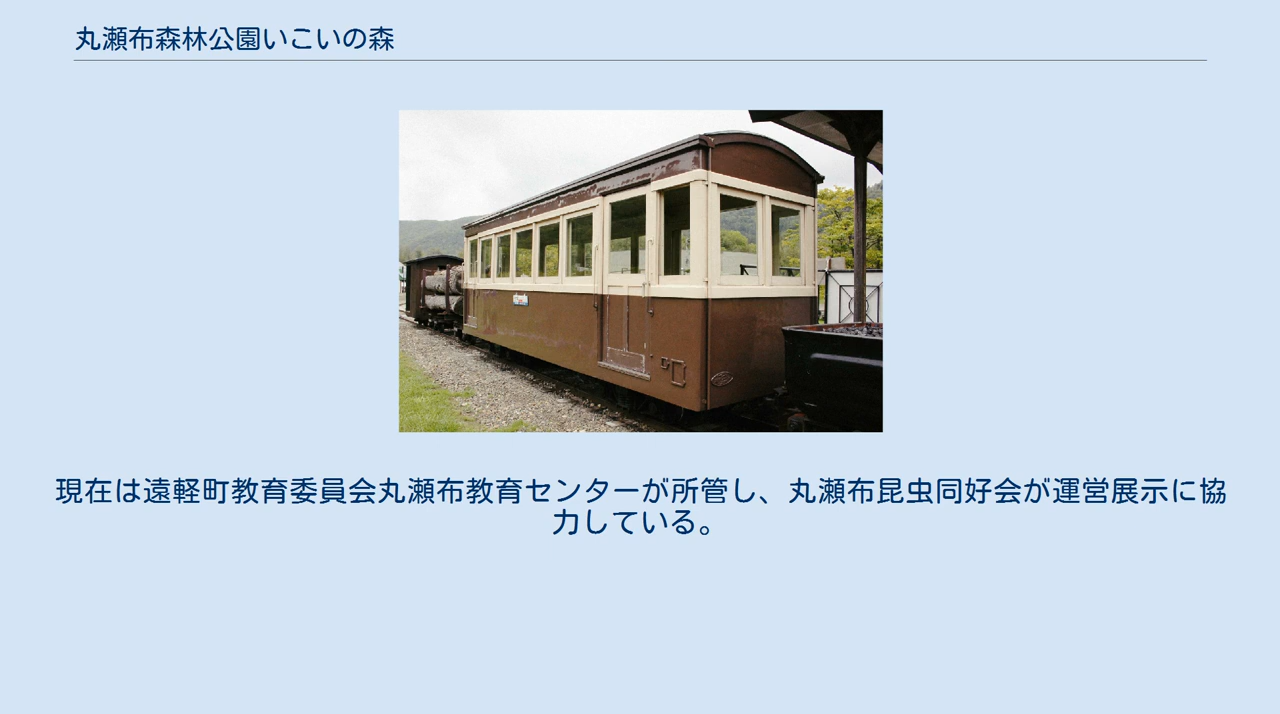 丸瀬布森林公園いこいの森
現在は遠軽町教育委員会丸瀬布教育センターが所管し、丸瀬布昆虫同好会が運営展示に協
力している。